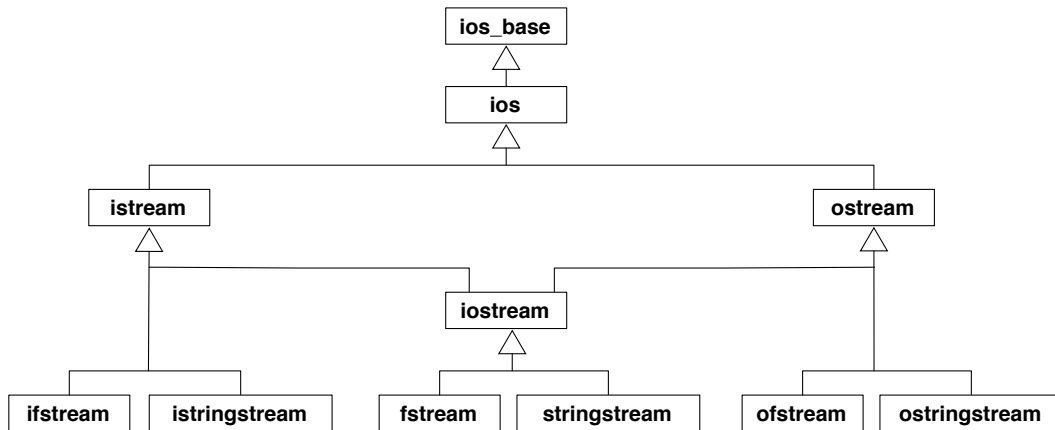 ios_base
ios
istream
ostream
iostream
ifstream
istringstream
fstream
stringstream
ofstream
ostringstream